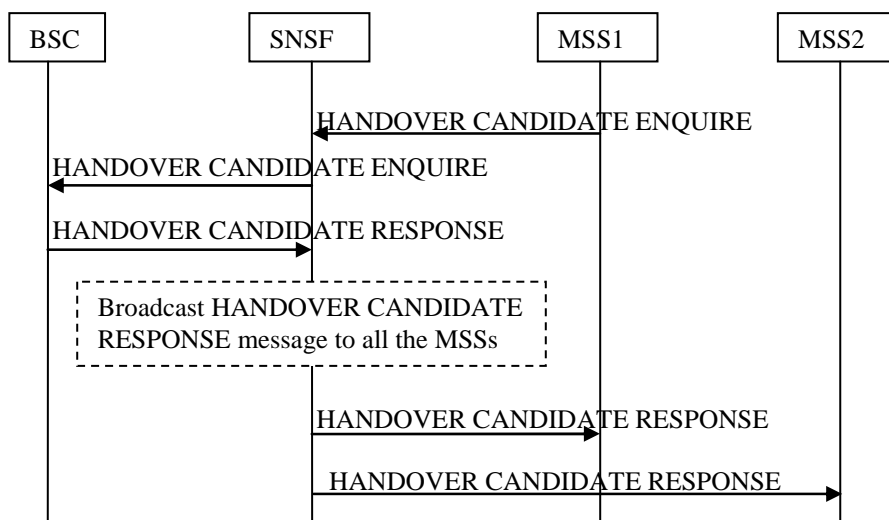 BSC
SNSF
MSS1
MSS2
HANDOVER CANDIDATE ENQUIRE
HANDOVER CANDIDATE ENQUIRE
HANDOVER CANDIDATE RESPONSE
Broadcast HANDOVER CANDIDATE
RESPONSE message to all the MSSs
HANDOVER CANDIDATE RESPONSE
HANDOVER CANDIDATE RESPONSE